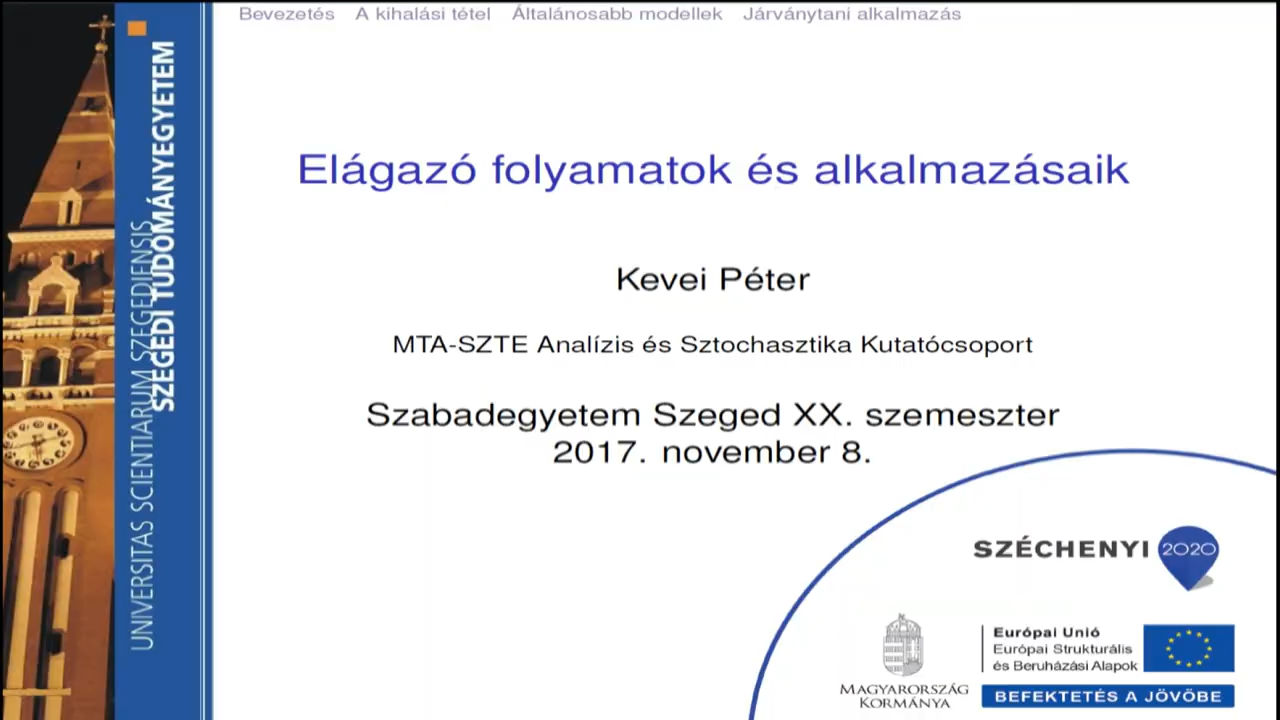 Bevezetés A kihalási tétel Általánosabb modellek Járványtani alkalmazás
UNIVERSITAS SCIENTIARUM SZEGEDIENSIS
SZEGEDI TUDOMÁNYEGYETEM
Elágazó folyamatok és alkalmazásaik
Kevei Péter
MTA-SZTE Analízis és Sztochasztika Kutatócsoport
Szabadegyetem Szeged XX. szemeszter
2017. november 8.
SZÉCHENYI 2020
MAGYARORSZÁG
KORMÁNYA
Európai Unió
Európai Strukturális
és Beruházási Alapok
BEFEKTETÉS A JÖVŐBE